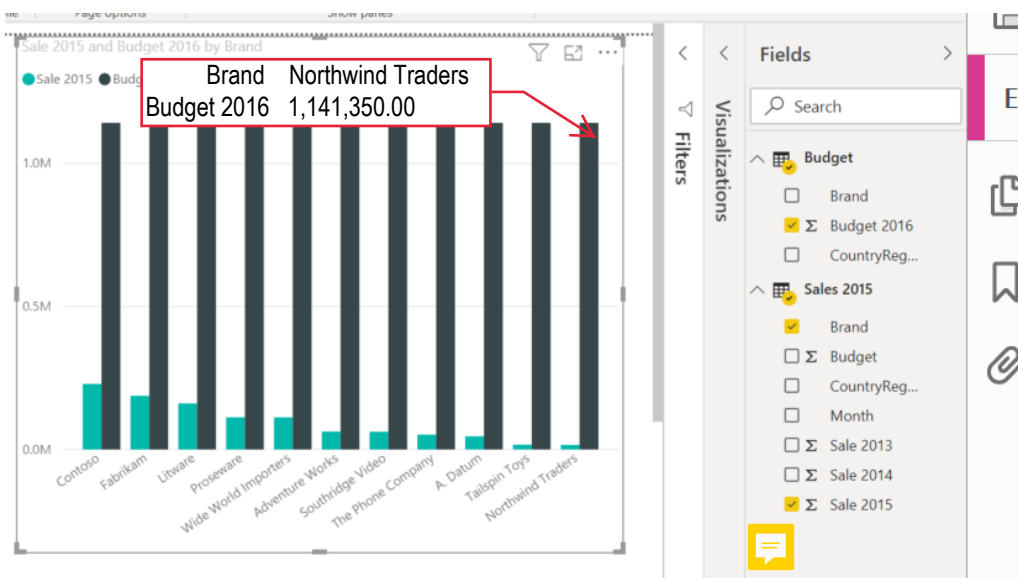 Page options
Show panes
Sale 2015 and Budget 2016 by Brand
Sale 2015
Brand Northwind Traders
Budget 2016 1,141,350.00
1.0M
0.5M
0.0M
Contoso
Fabrikam
Litware
Proseware
Wide World Importers
Adventure Works
Southridge Video
The Phone Company
A. Datum
Tailspin Toys
Northwind Traders
Filters
Visualizations
Fields
Search
Budget
Brand
Σ Budget 2016
CountryReg...
Sales 2015
Brand
Σ Budget
CountryReg...
Month
Σ Sale 2013
Σ Sale 2014
Σ Sale 2015